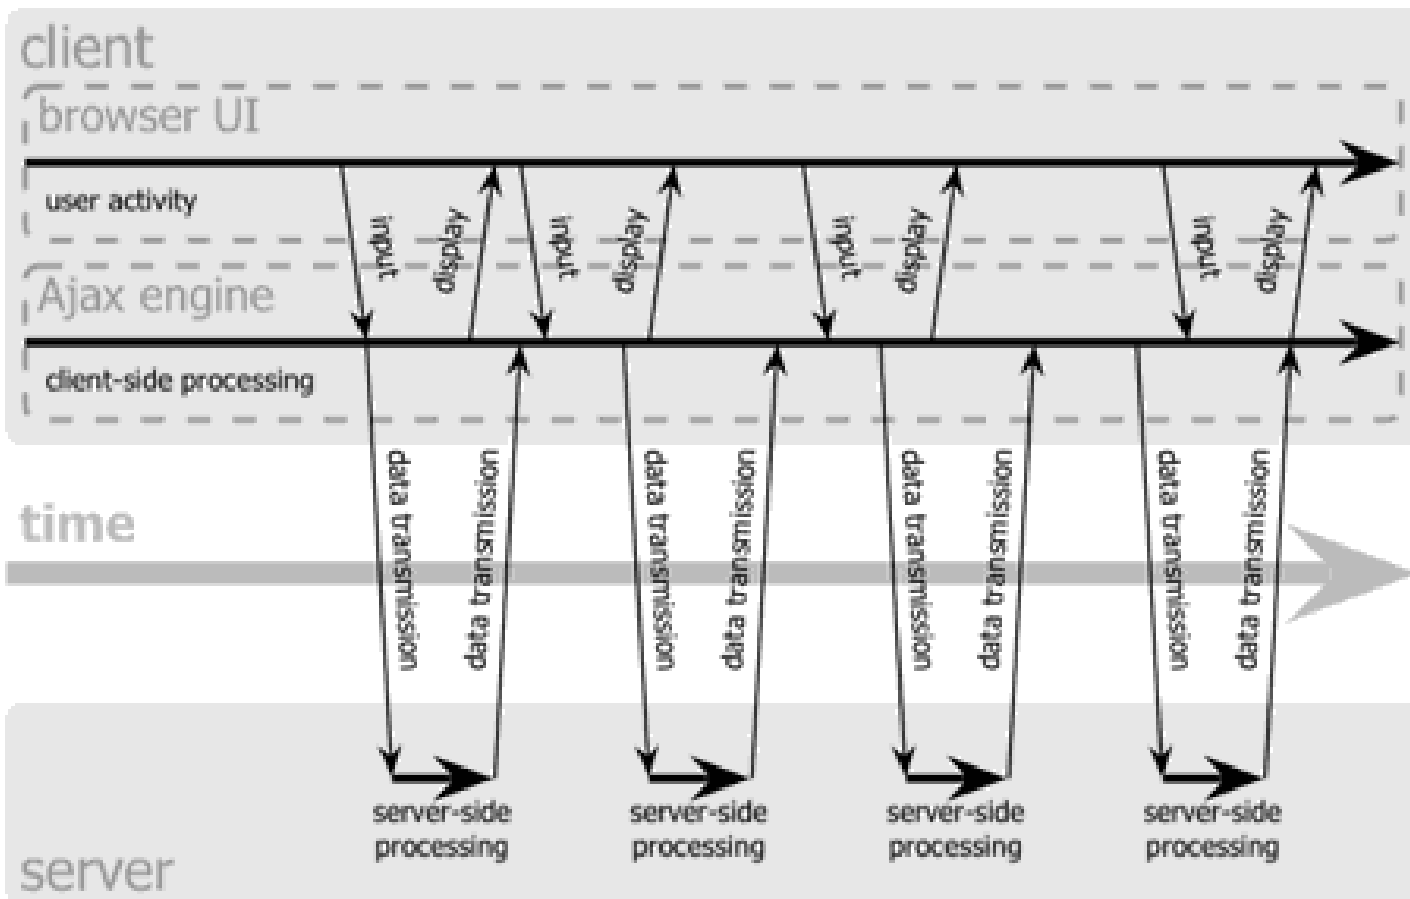 client
browser UI
user activity
input
display
input
display
input
display
input
display
Ajax engine
client-side processing
data transmission
data transmission
data transmission
data transmission
data transmission
data transmission
data transmission
data transmission
time
server-side
processing
server-side
processing
server-side
processing
server-side
processing
server